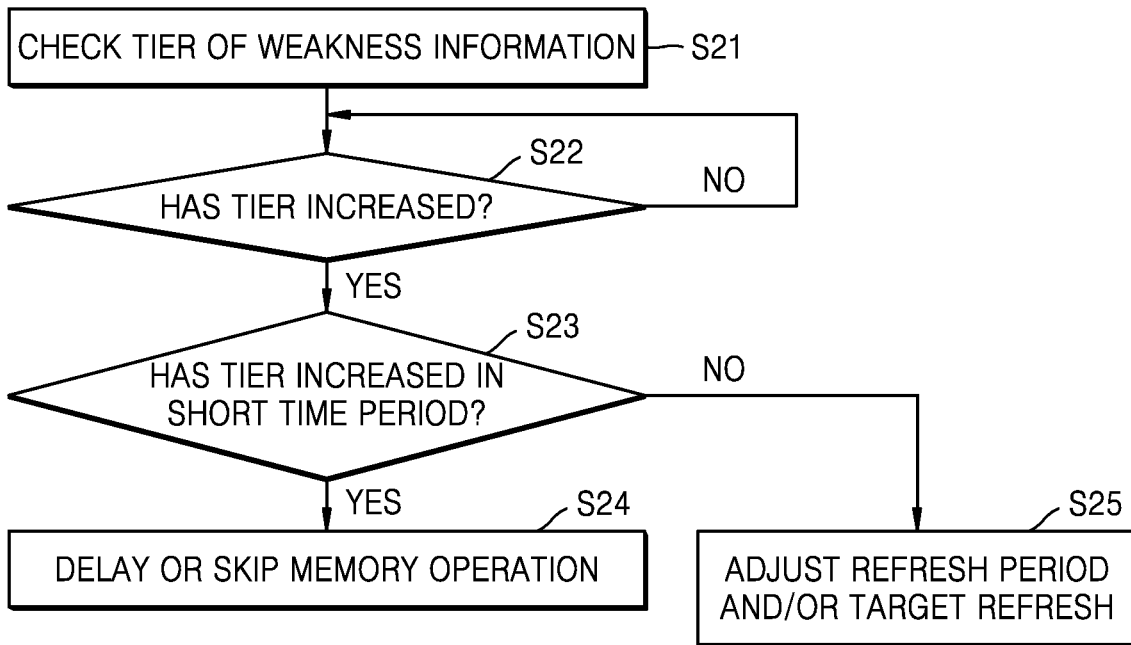 CHECK TIER OF WEAKNESS INFORMATION
S21
S22
HAS TIER INCREASED?
NO
YES
S23
HAS TIER INCREASED IN
SHORT TIME PERIOD?
NO
YES
S24
DELAY OR SKIP MEMORY OPERATION
S25
ADJUST REFRESH PERIOD
AND/OR TARGET REFRESH